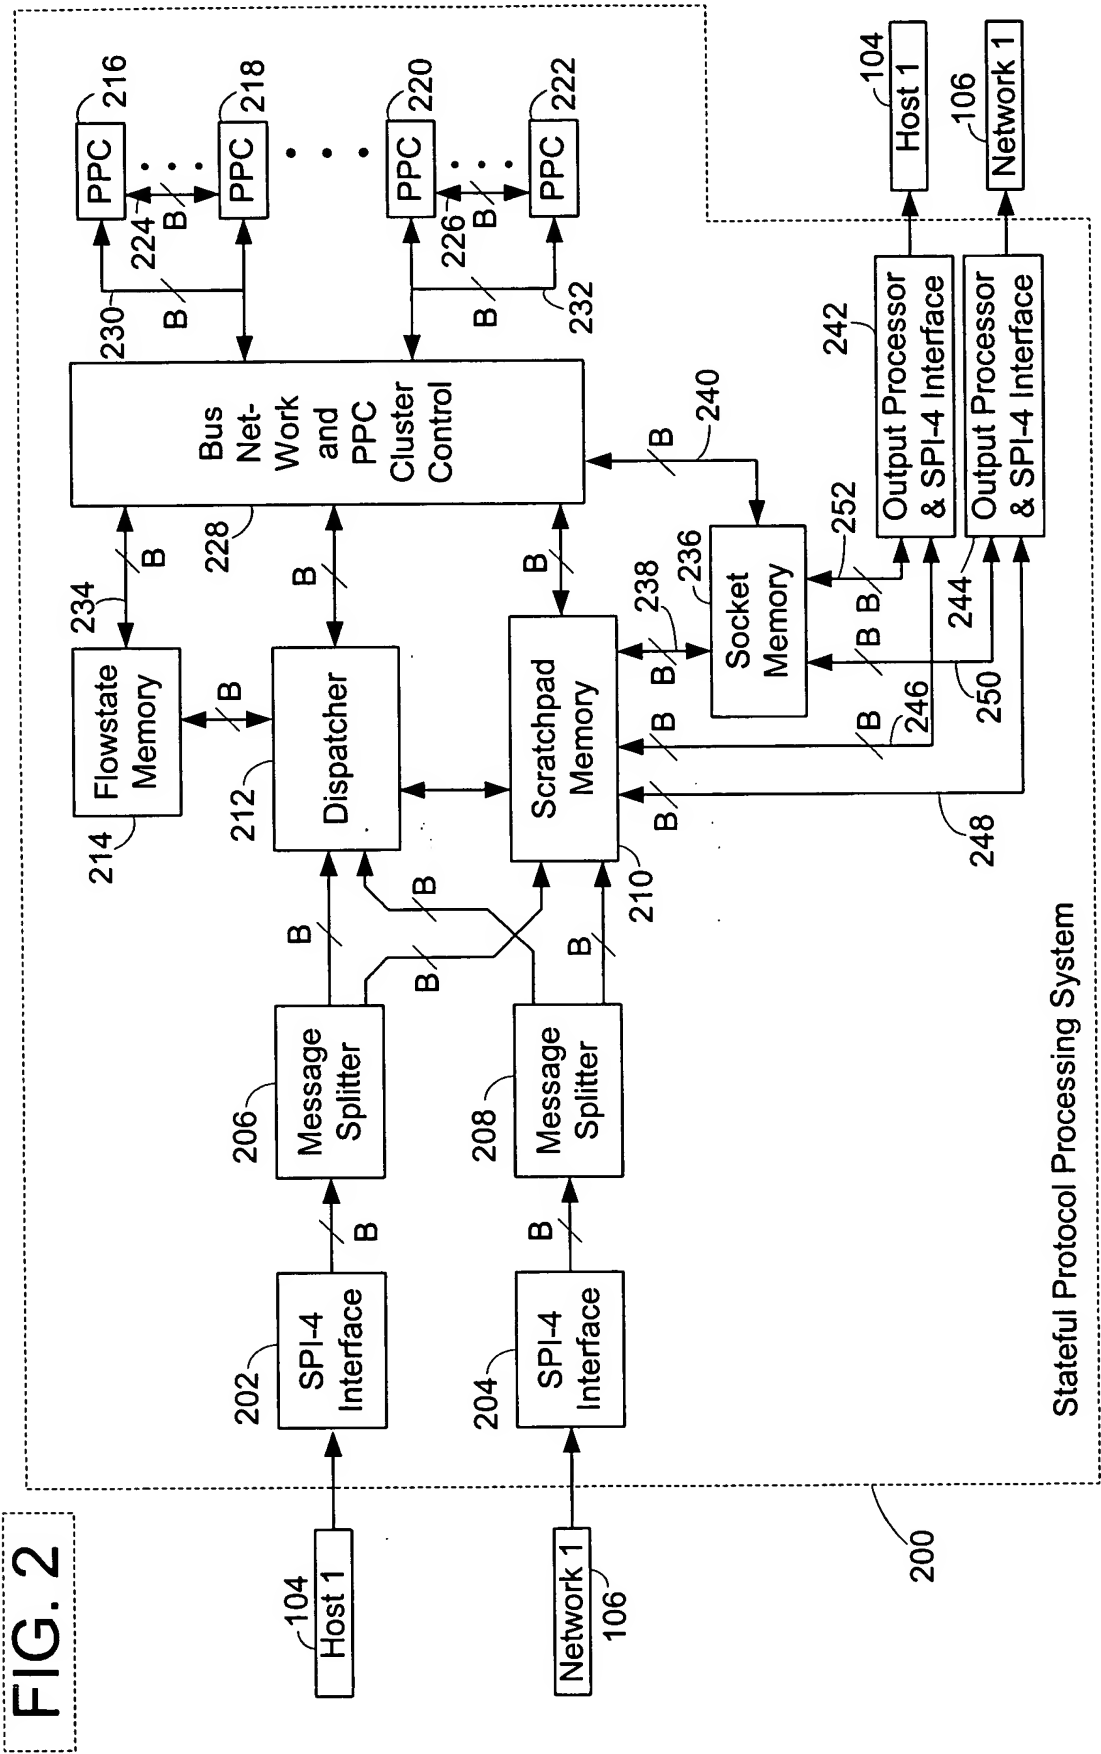 FIG. 2
104
Host 1
Network 1
106
202
SPI-4
Interface
204
SPI-4
Interface
B
B
206
Message
Splitter
208
Message
Splitter
B
B
B
B
214
Flowstate
Memory
212
Dispatcher
210
Scratchpad
Memory
B
234
B
B
B
228
Bus
Net-
Work
and
PPC
Cluster
Control
230
B
224
B
PPC
216
PPC
218
PPC
220
PPC
222
226
B
B
232
B
240
236
Socket
Memory
238
B
252
B
B
B
B
246
250
B
248
242
Output Processor
& SPI-4 Interface
244
Output Processor
& SPI-4 Interface
104
Host 1
106
Network 1
Stateful Protocol Processing System
200